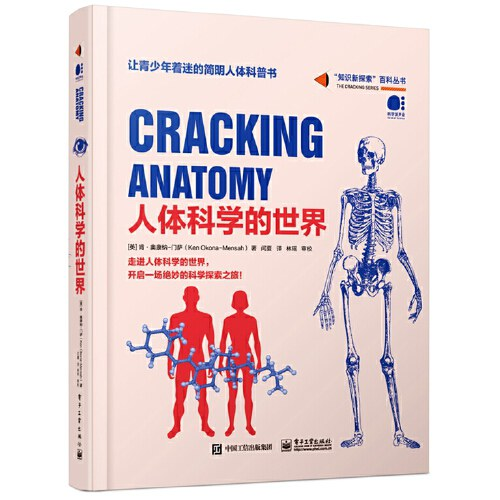 让青少年着迷的简明人体科普书
“知识新探索”百科丛书
THE CRACKING SERIES
CRACKING
ANATOMY
人体科学的世界
[英] 肯·奥康纳-门萨（Ken Okona-Mensah）著 闻菲 译 林瑶 审校
走进人体科学的世界，
开启一场绝妙的科学探索之旅！
中国工信出版集团
电子工业出版社
CRACKING
ANATOMY
人体科学的世界
电子工业出版社